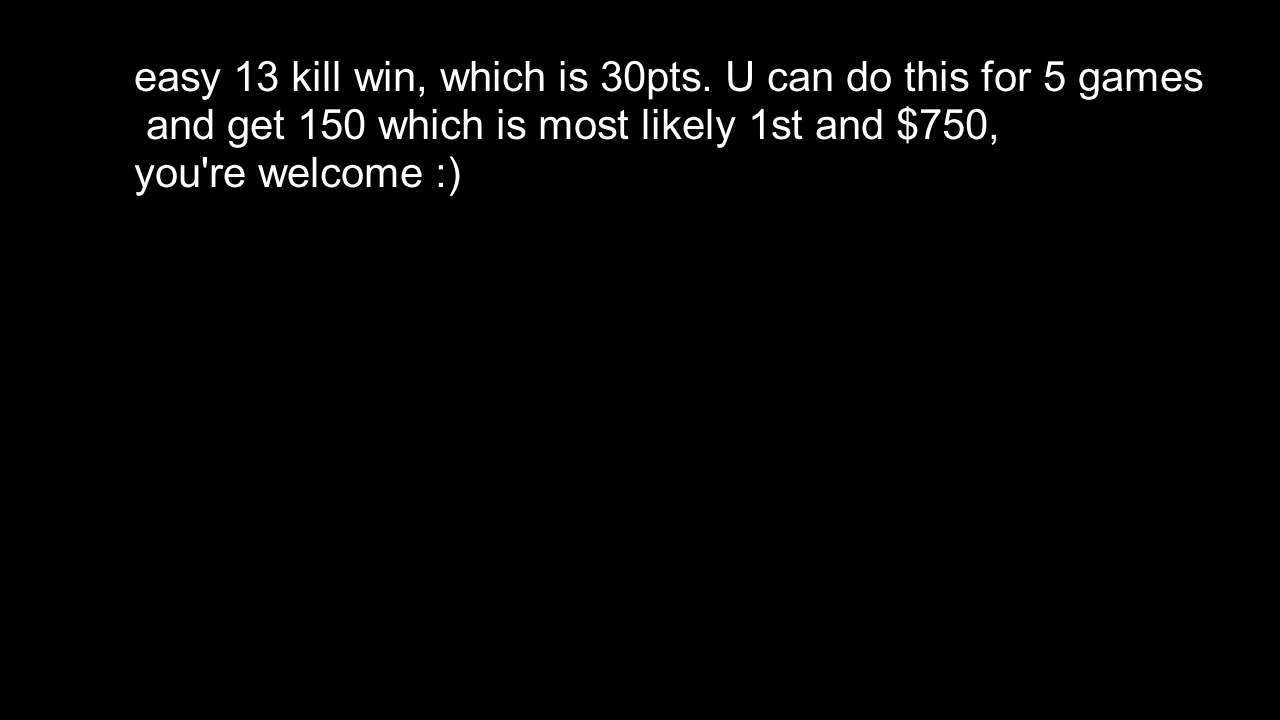 easy 13 kill win, which is 30pts. U can do this for 5 games
and get 150 which is most likely 1st and $750,
you're welcome :)